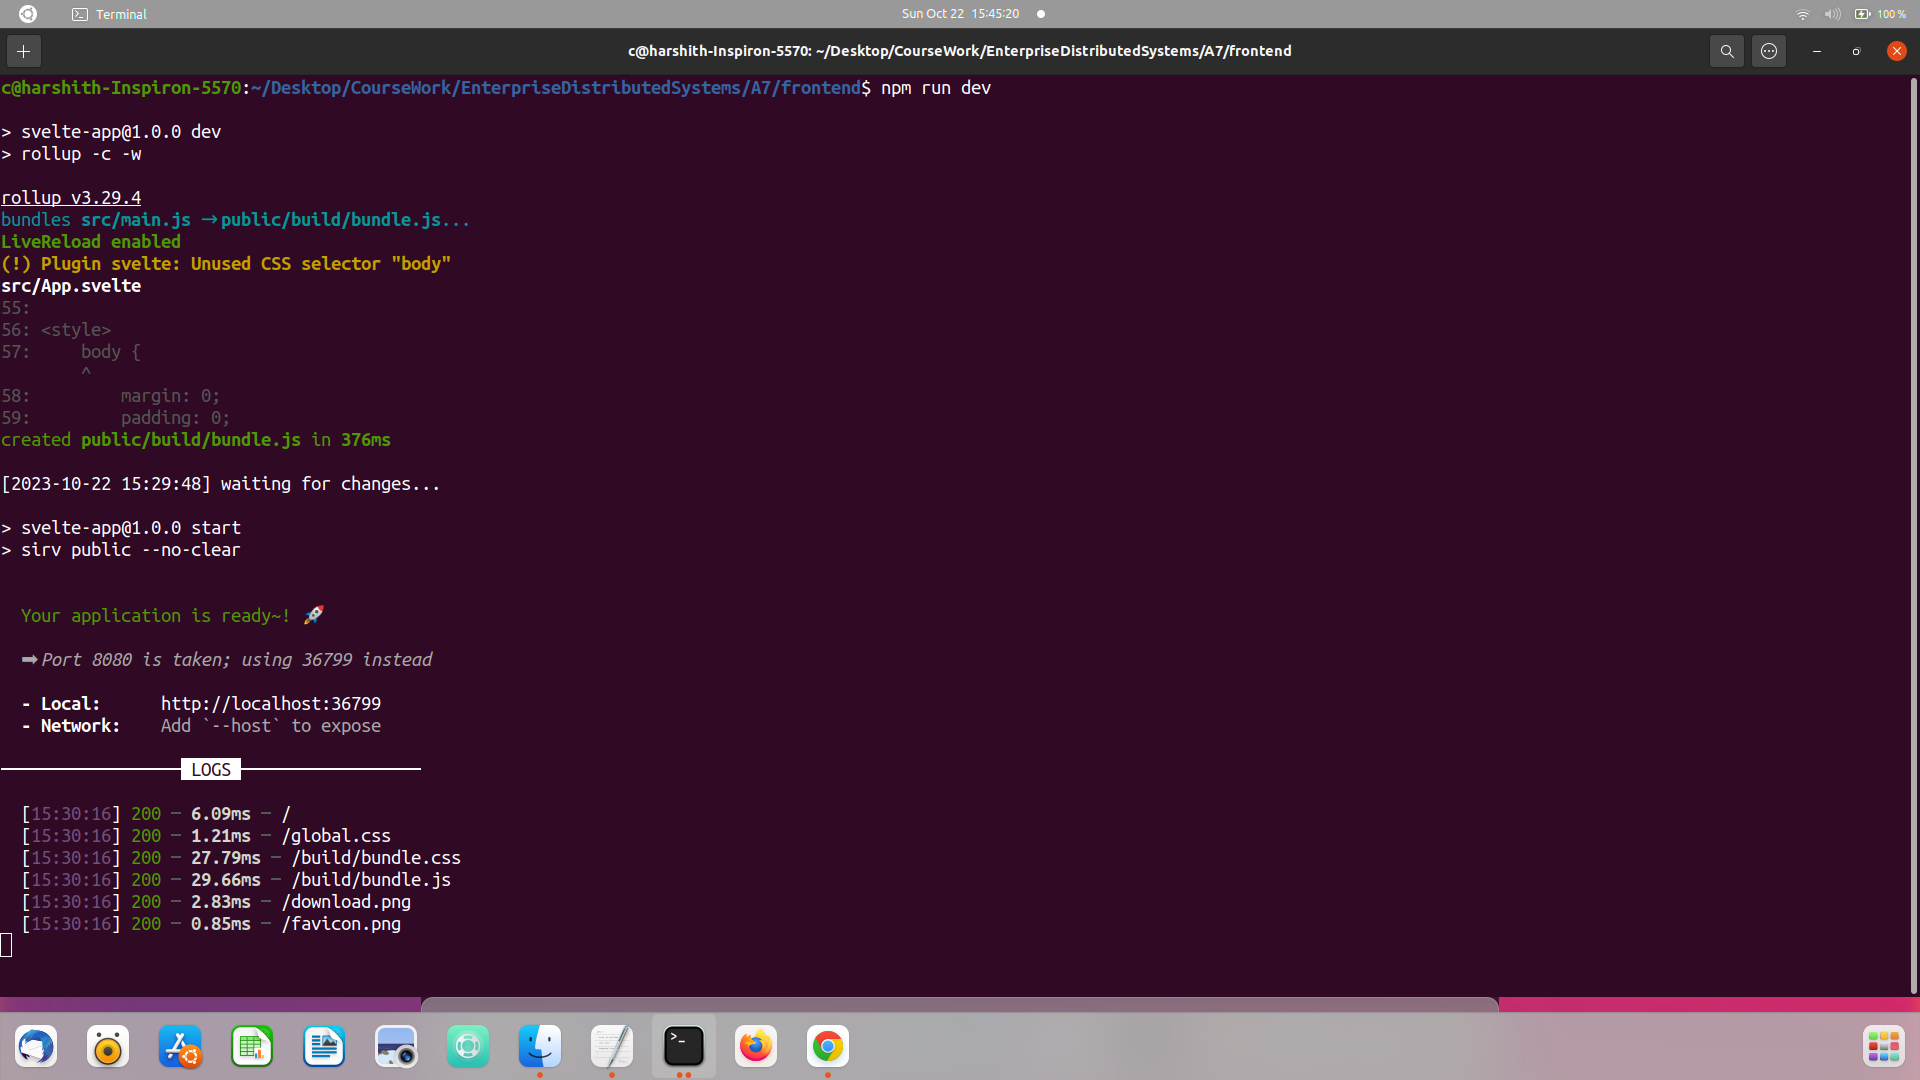 Terminal
Sun Oct 22 15:45:20
100 %
c@harshith-Inspiron-5570: ~/Desktop/CourseWork/EnterpriseDistributedSystems/A7/frontend
c@harshith-Inspiron-5570:~/Desktop/CourseWork/EnterpriseDistributedSystems/A7/frontend$ npm run dev
> svelte-app@1.0.0 dev
> rollup -c -w
rollup v3.29.4
bundles src/main.js → public/build/bundle.js...
LiveReload enabled
(!) Plugin svelte: Unused CSS selector "body"
src/App.svelte
55:
56: <style>
57:     body {
        ^
58:         margin: 0;
59:         padding: 0;
created public/build/bundle.js in 376ms
[2023-10-22 15:29:48] waiting for changes...
> svelte-app@1.0.0 start
> sirv public --no-clear
Your application is ready~! 🚀
➡ Port 8080 is taken; using 36799 instead
- Local:      http://localhost:36799
- Network:    Add `--host` to expose
LOGS
[15:30:16] 200 ─ 6.09ms ─ /
[15:30:16] 200 ─ 1.21ms ─ /global.css
[15:30:16] 200 ─ 27.79ms ─ /build/bundle.css
[15:30:16] 200 ─ 29.66ms ─ /build/bundle.js
[15:30:16] 200 ─ 2.83ms ─ /download.png
[15:30:16] 200 ─ 0.85ms ─ /favicon.png